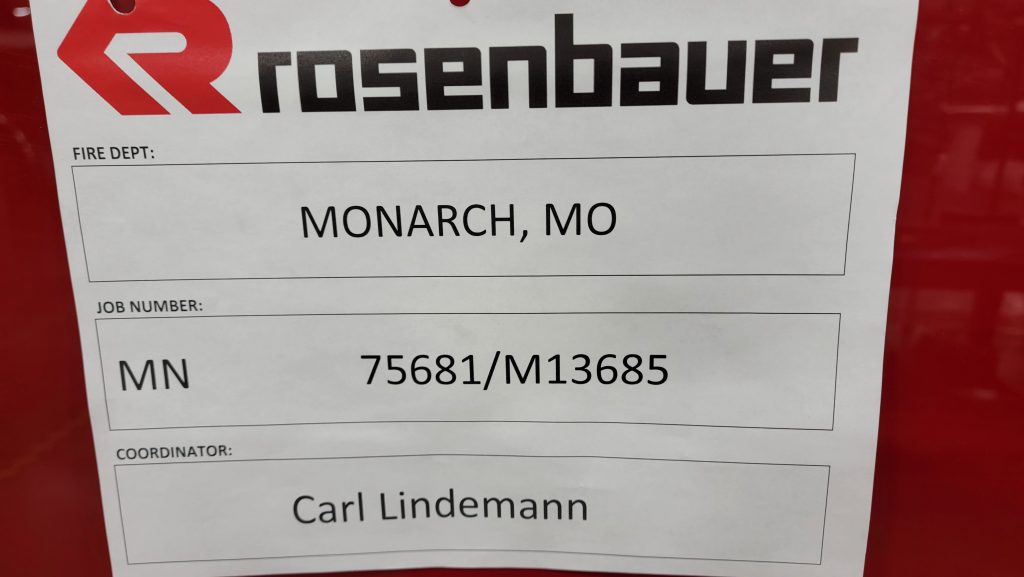 rosenbauer
FIRE DEPT:
MONARCH, MO
JOB NUMBER:
MN 75681/M13685
COORDINATOR:
Carl Lindemann